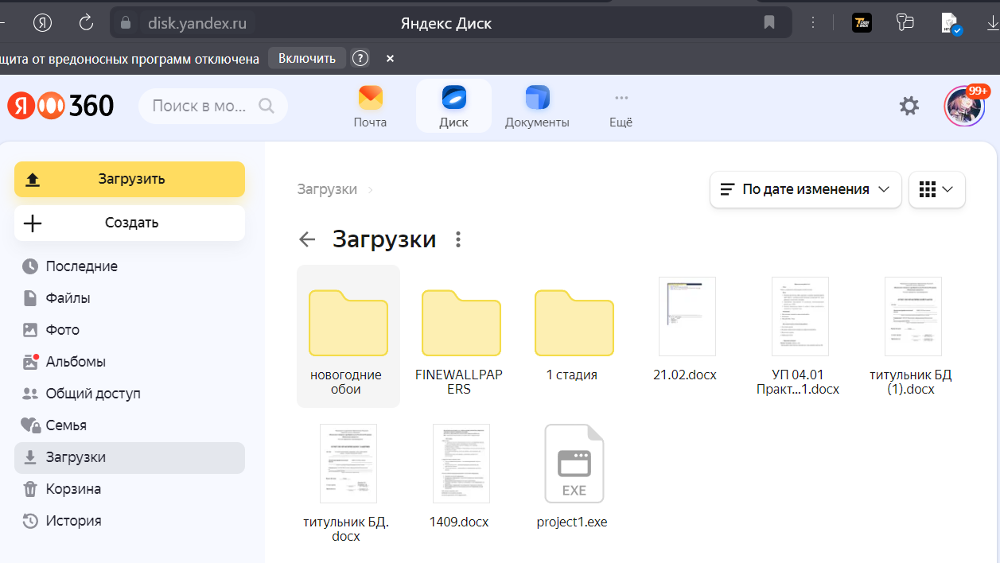 Я
disk.yandex.ru
Яндекс Диск
щита от вредоносных программ отключена
Включить
?
Я 360
Поиск в мо...
Почта
Диск
Документы
Ещё
99+
Загрузить
Создать
Последние
Файлы
Фото
Альбомы
Общий доступ
Семья
Загрузки
Корзина
История
Загрузки
По дате изменения
Загрузки
новогодние
обои
FINEWALLPAP
ERS
1 стадия
21.02.docx
УП 04.01
Практ...1.docx
титульник БД
(1).docx
титульник БД.
docx
1409.docx
EXE
project1.exe